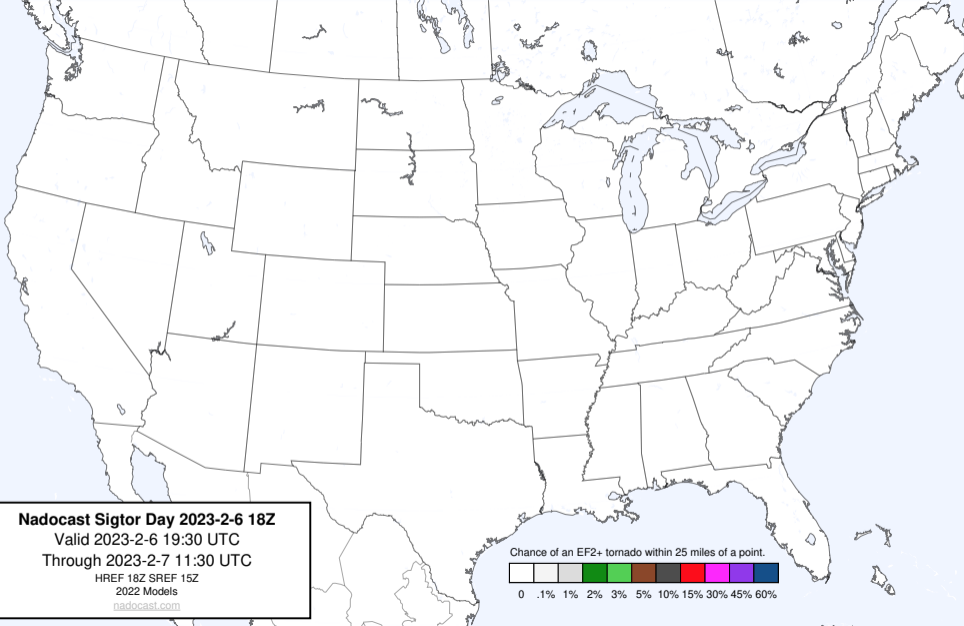 Nadocast Sigtor Day 2023-2-6 18Z
Valid 2023-2-6 19:30 UTC
Through 2023-2-7 11:30 UTC
HREF 18Z SREF 15Z
2022 Models
nadocast.com
Chance of an EF2+ tornado within 25 miles of a point.
0 .1% 1% 2% 3% 5% 10% 15% 30% 45% 60%